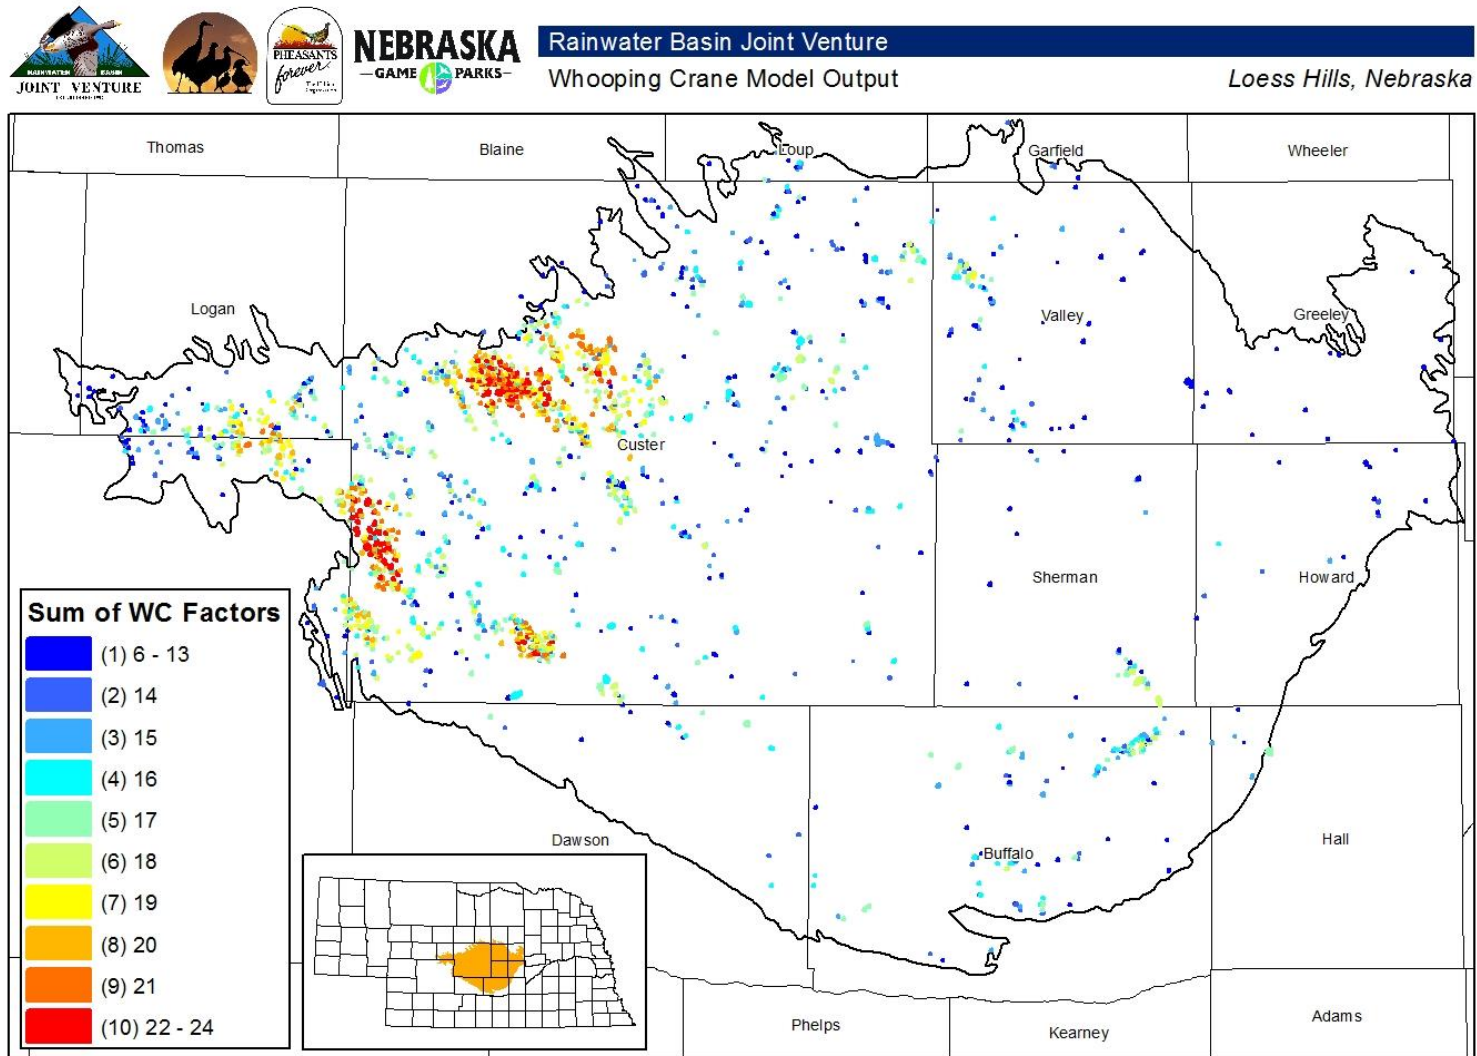 RAINWATER BASIN
JOINT VENTURE
PHEASANTS
forever
NEBRASKA
GAME PARKS
Rainwater Basin Joint Venture
Whooping Crane Model Output
Loess Hills, Nebraska
Thomas
Blaine
Loup
Garfield
Wheeler
Logan
Valley
Greeley
Custer
Sherman
Howard
Sum of WC Factors
(1) 6 - 13
(2) 14
(3) 15
(4) 16
(5) 17
(6) 18
(7) 19
(8) 20
(9) 21
(10) 22 - 24
Dawson
Buffalo
Hall
Phelps
Kearney
Adams